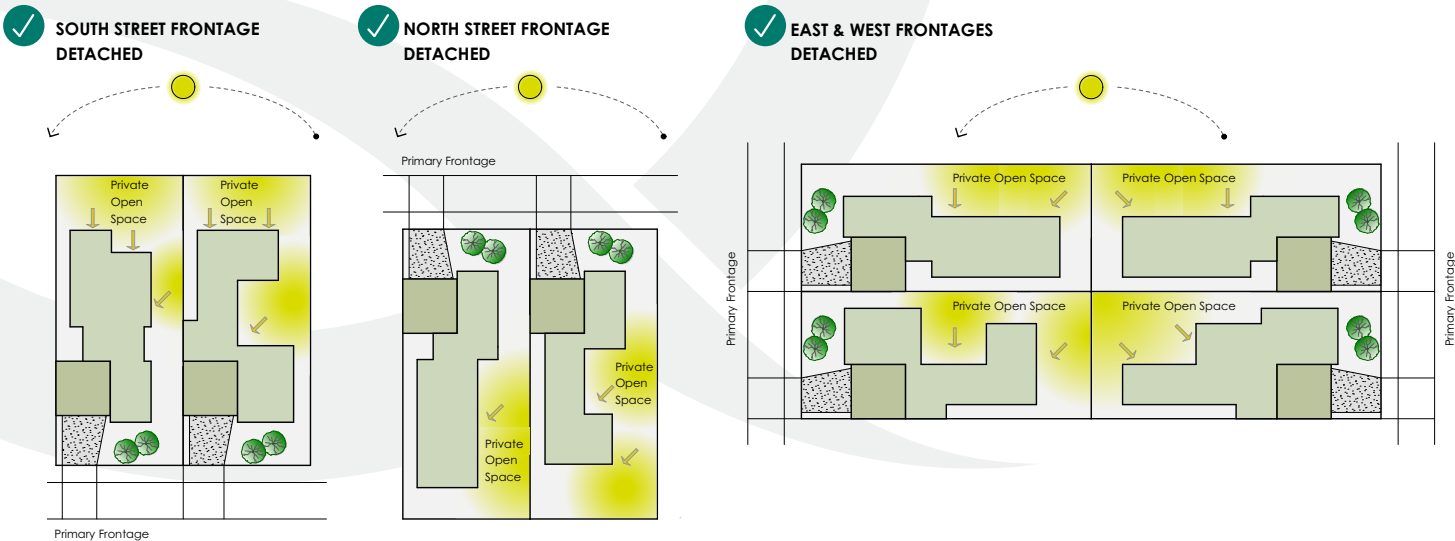 SOUTH STREET FRONTAGE
DETACHED
Private
Open
Space
Private
Open
Space
Primary Frontage
NORTH STREET FRONTAGE
DETACHED
Primary Frontage
Private
Open
Space
Private
Open
Space
EAST & WEST FRONTAGES
DETACHED
Primary Frontage
Private Open Space
Private Open Space
Private Open Space
Private Open Space
Primary Frontage